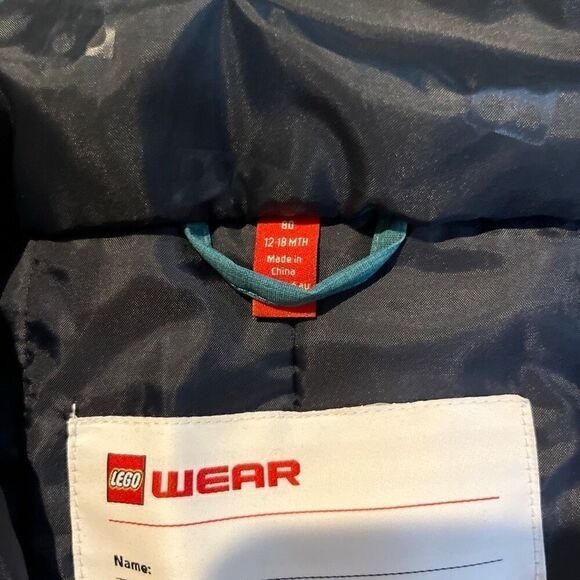 80
12-18 MTH
Made in
China
LEGO WEAR
Name: